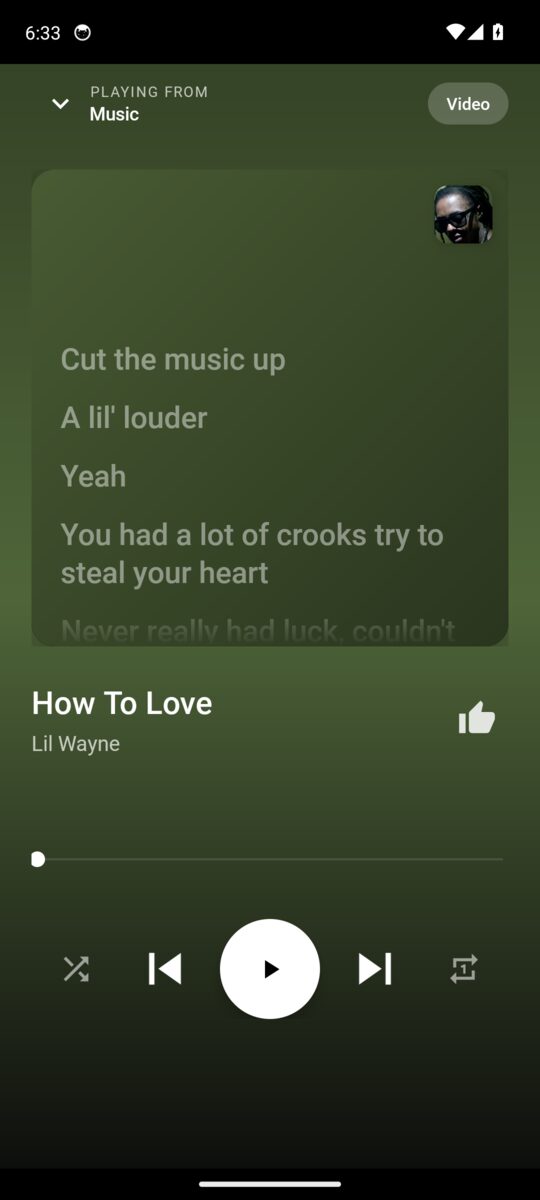 6:33
PLAYING FROM
Music
Video
Cut the music up
A lil' louder
Yeah
You had a lot of crooks try to
steal your heart
Never really had luck, couldn't
How To Love
Lil Wayne
1